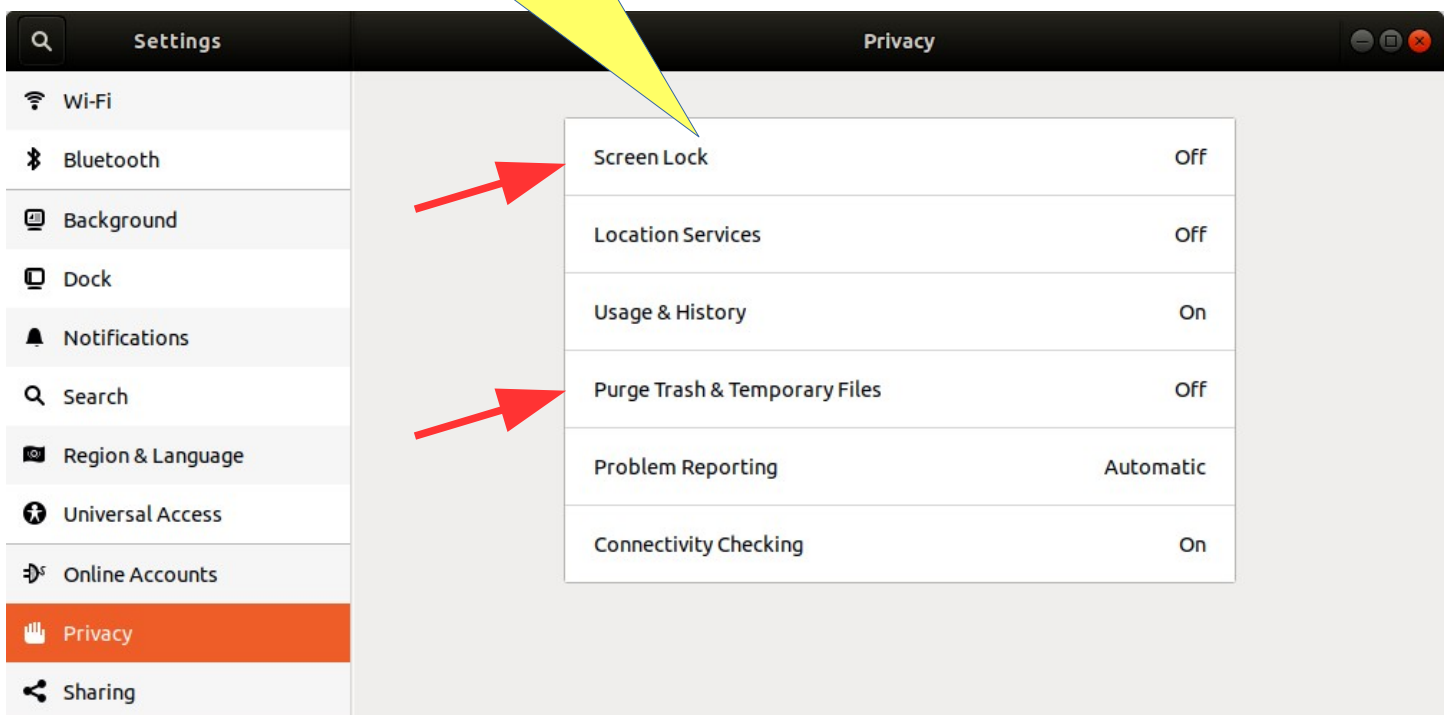 Settings
Privacy
Wi-Fi
Bluetooth
Background
Dock
Notifications
Search
Region & Language
Universal Access
Online Accounts
Privacy
Sharing
Screen Lock Off
Location Services Off
Usage & History On
Purge Trash & Temporary Files Off
Problem Reporting Automatic
Connectivity Checking On